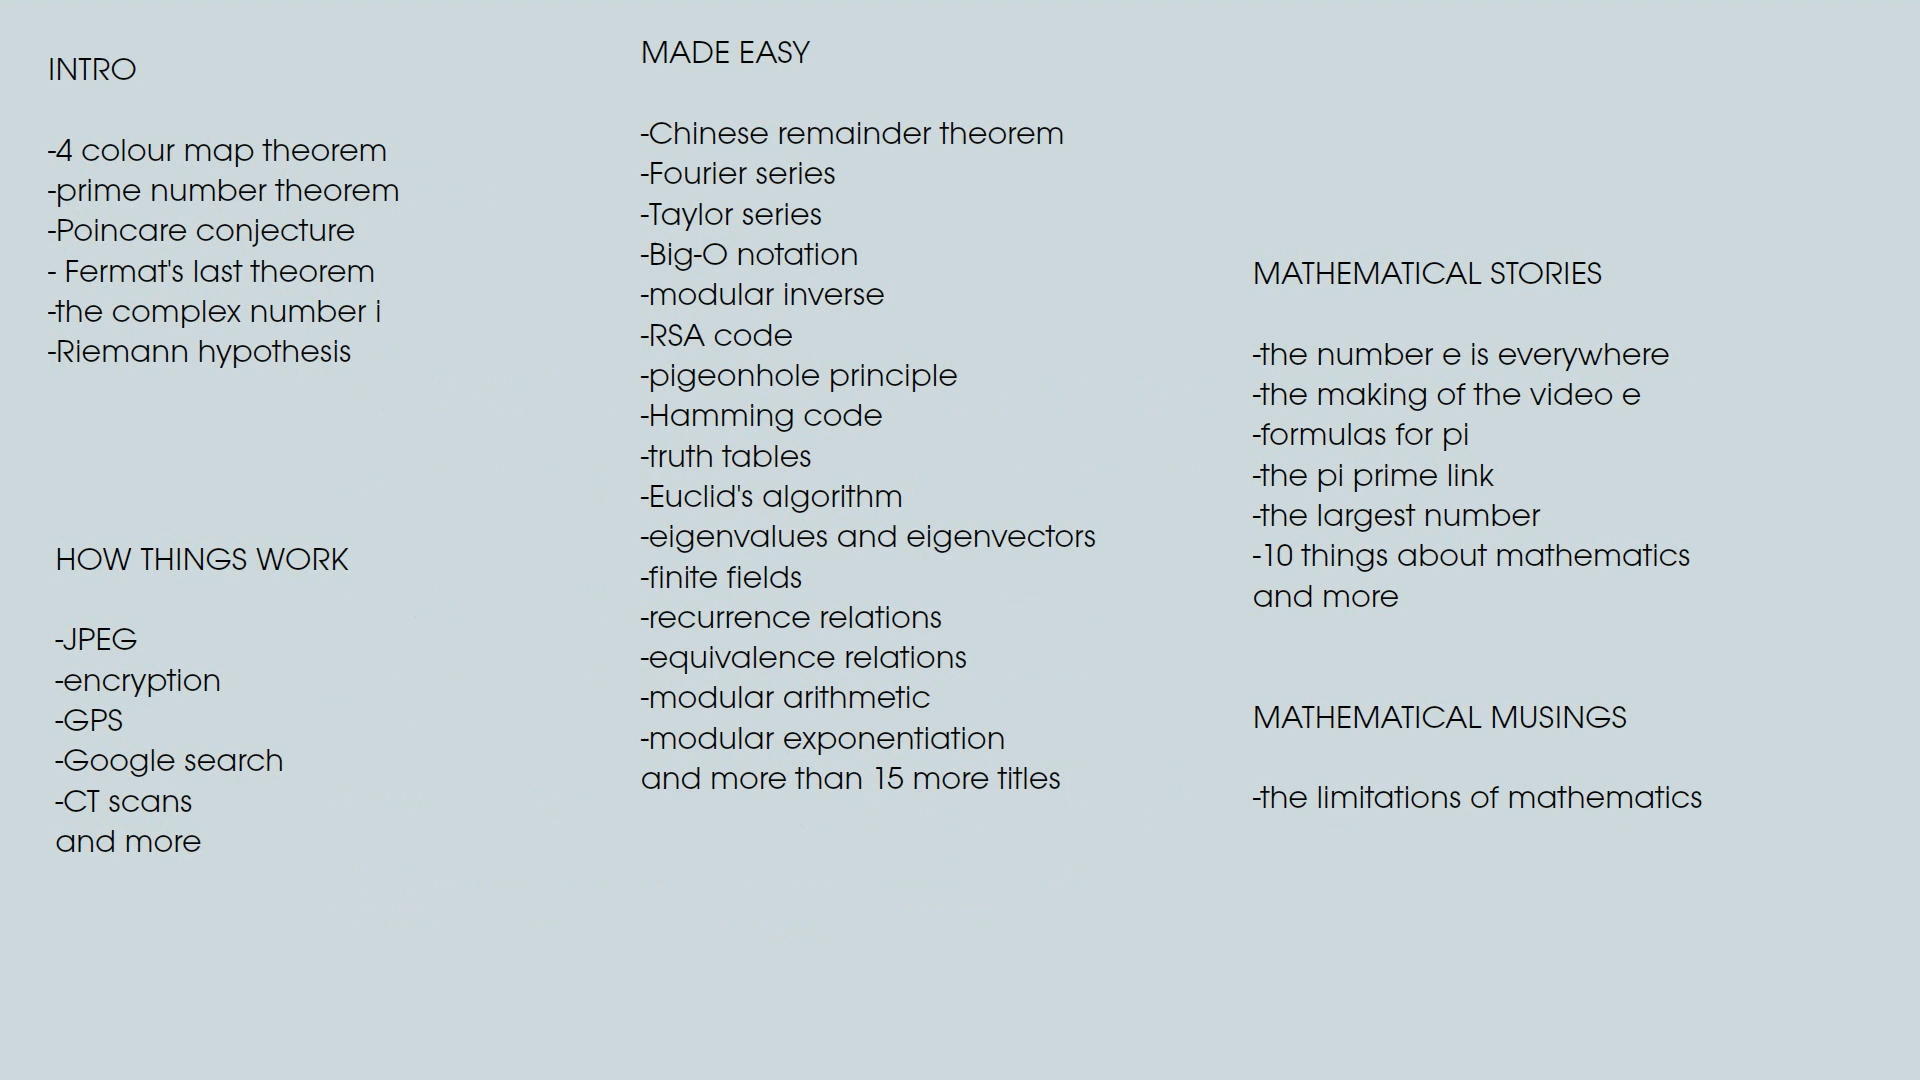 INTRO
-4 colour map theorem
-prime number theorem
-Poincare conjecture
- Fermat's last theorem
-the complex number i
-Riemann hypothesis
HOW THINGS WORK
-JPEG
-encryption
-GPS
-Google search
-CT scans
and more
MADE EASY
-Chinese remainder theorem
-Fourier series
-Taylor series
-Big-O notation
-modular inverse
-RSA code
-pigeonhole principle
-Hamming code
-truth tables
-Euclid's algorithm
-eigenvalues and eigenvectors
-finite fields
-recurrence relations
-equivalence relations
-modular arithmetic
-modular exponentiation
and more than 15 more titles
MATHEMATICAL STORIES
-the number e is everywhere
-the making of the video e
-formulas for pi
-the pi prime link
-the largest number
-10 things about mathematics
and more
MATHEMATICAL MUSINGS
-the limitations of mathematics